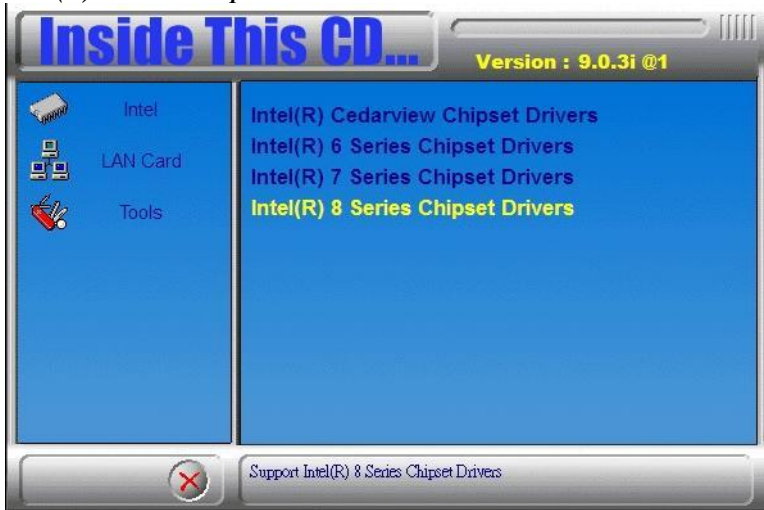 Inside This CD...
Version : 9.0.3i @1
Intel
LAN Card
Tools
Intel(R) Cedarview Chipset Drivers
Intel(R) 6 Series Chipset Drivers
Intel(R) 7 Series Chipset Drivers
Intel(R) 8 Series Chipset Drivers
Support Intel(R) 8 Series Chipset Drivers